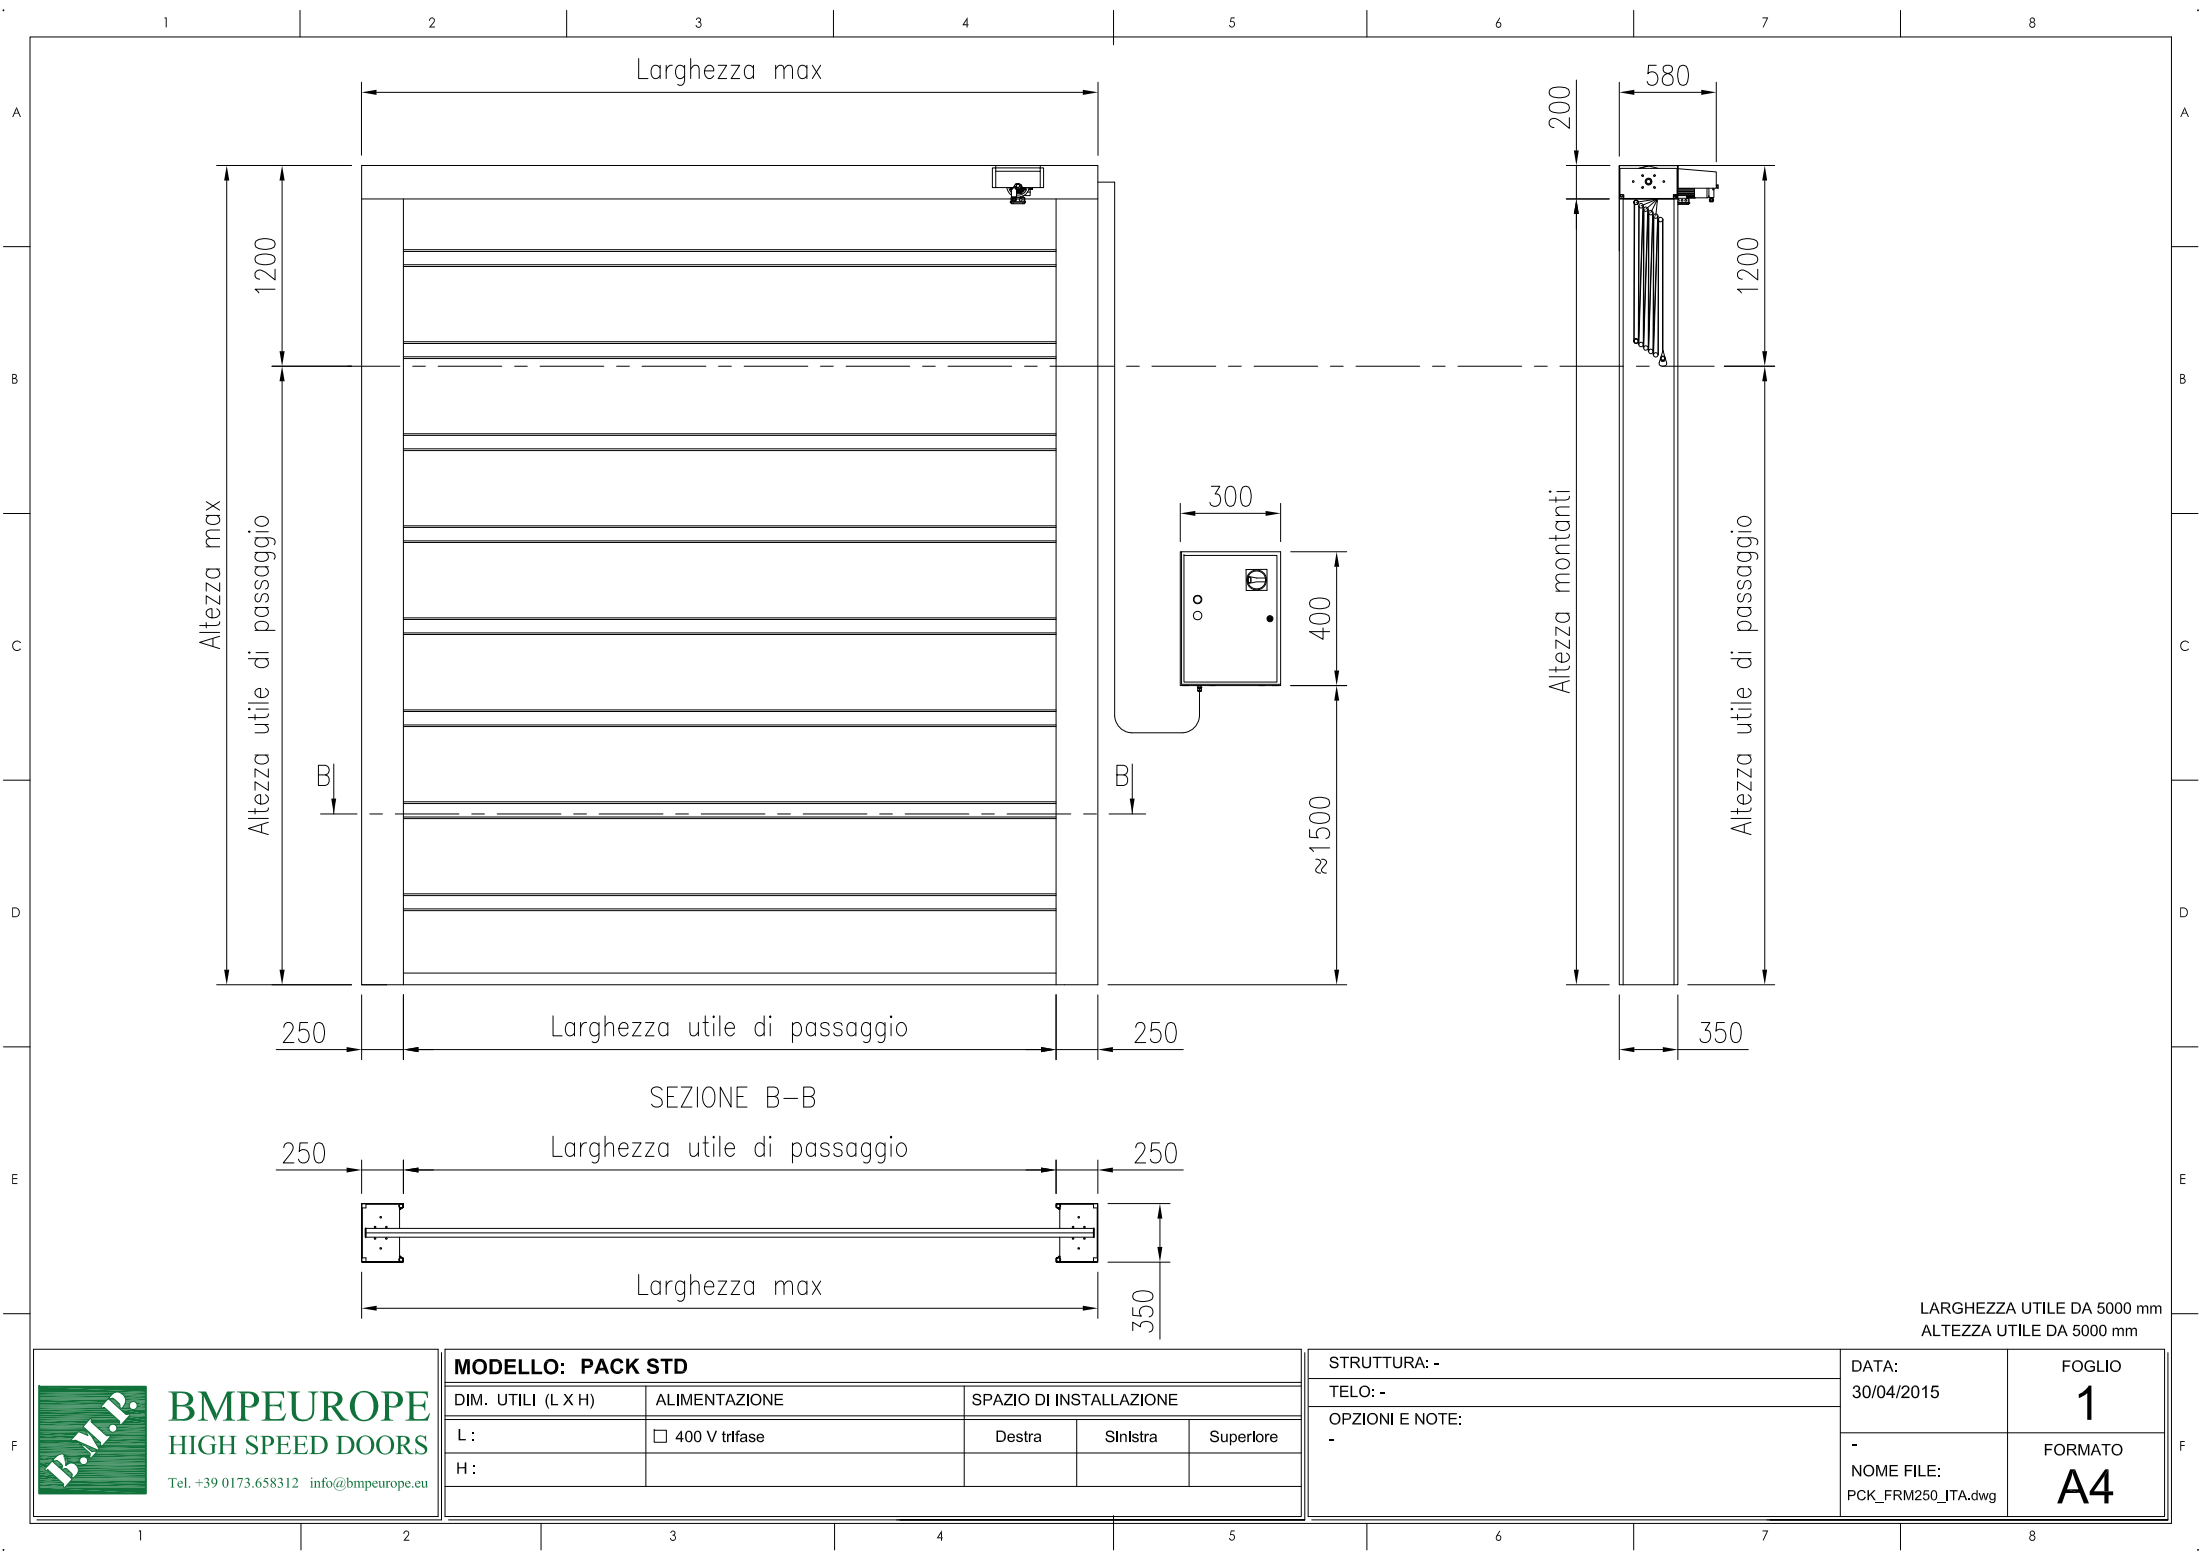 1 2 3 4 5 6 7 8
Larghezza max
580
200
A A
1200
1200
B B
300
400
≈1500
Altezza max
Altezza utile di passaggio
Altezza montanti
Altezza utile di passaggio
C C
B B
D D
250 Larghezza utile di passaggio 250
350
SEZIONE B-B
250 Larghezza utile di passaggio 250
E E
Larghezza max
350
LARGHEZZA UTILE DA 5000 mm
ALTEZZA UTILE DA 5000 mm
B.M.P.
BMPEUROPE
HIGH SPEED DOORS
Tel. +39 0173.658312 info@bmpeurope.eu
MODELLO: PACK STD
DIM. UTILI (L X H) ALIMENTAZIONE SPAZIO DI INSTALLAZIONE
L : 400 V trifase Destra Sinistra Superiore
H :
STRUTTURA: -
TELO: -
OPZIONI E NOTE:
-
DATA:
30/04/2015
-
NOME FILE:
PCK_FRM250_ITA.dwg
FOGLIO
1
FORMATO
A4
F F
1 2 3 4 5 6 7 8